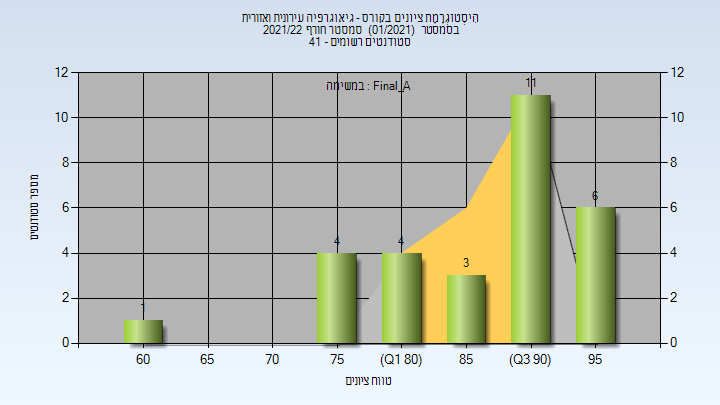 היסטוגרמת ציונים בקורס - גיאוגרפיה עירונית ואזורית
בסמסטר (01/2021) סמסטר חורף 2021/22
סטודנטים רשומים - 41
במשימה : Final_A
12 12
10 10
8 8
6 6
4 4
2 2
0 0
1 4 4 3 11 6
60 65 70 75 (Q1 80) 85 (Q3 90) 95
מספר סטודנטים
טווח ציונים